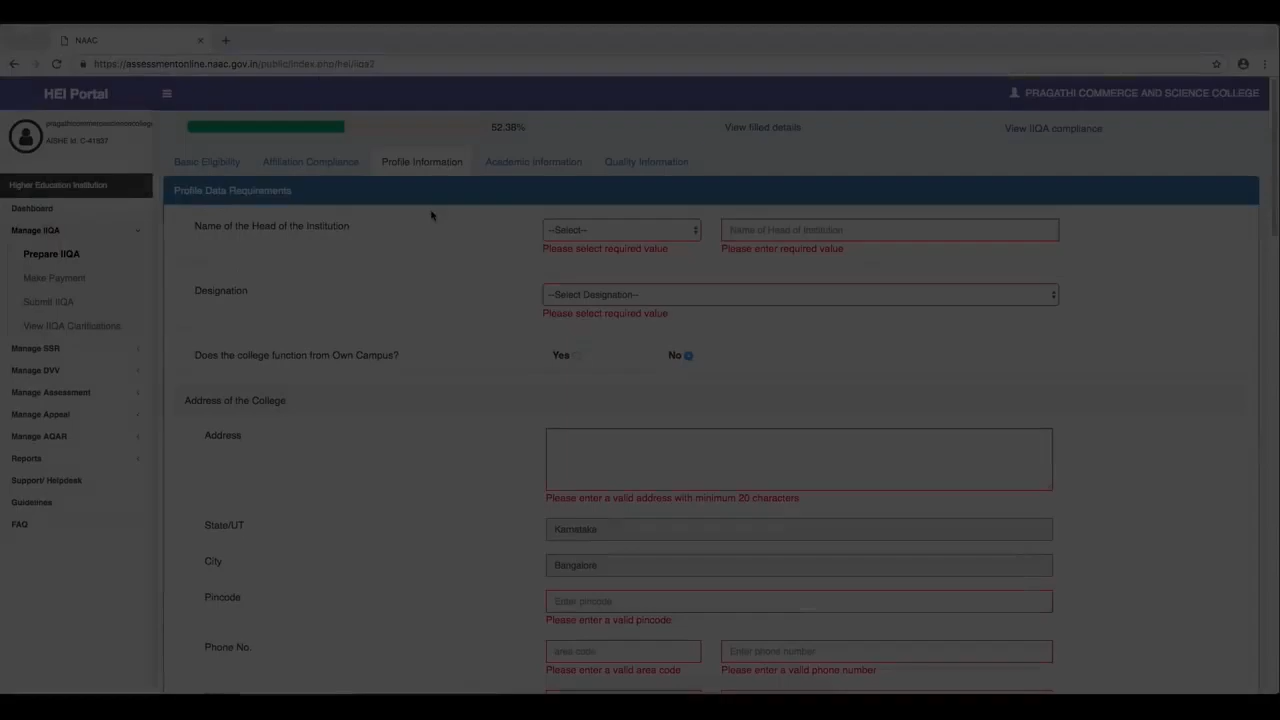 NAAC
https://assessmentonline.naac.gov.in/public/index.php/hei/iiqa2
HEI Portal
PRAGATHI COMMERCE AND SCIENCE COLLEGE
AISHE Id: C-41937
52.38%
View filled details
View IIQA compliance
Basic Eligibility
Affiliation Compliance
Profile Information
Academic Information
Quality Information
Higher Education Institution
Dashboard
Manage IIQA
Prepare IIQA
Make Payment
Submit IIQA
View IIQA Clarifications
Manage SSR
Manage DVV
Manage Assessment
Manage Appeal
Manage AQAR
Reports
Support/ Helpdesk
Guidelines
FAQ
Profile Data Requirements
Name of the Head of the Institution
--Select--
Name of Head of Institution
Please select required value
Please enter required value
Designation
--Select Designation--
Please select required value
Does the college function from Own Campus?
Yes
No
Address of the College
Address
Please enter a valid address with minimum 20 characters
State/UT
Karnataka
City
Bangalore
Pincode
Enter pincode
Please enter a valid pincode
Phone No.
area code
Enter phone number
Please enter a valid area code
Please enter a valid phone number